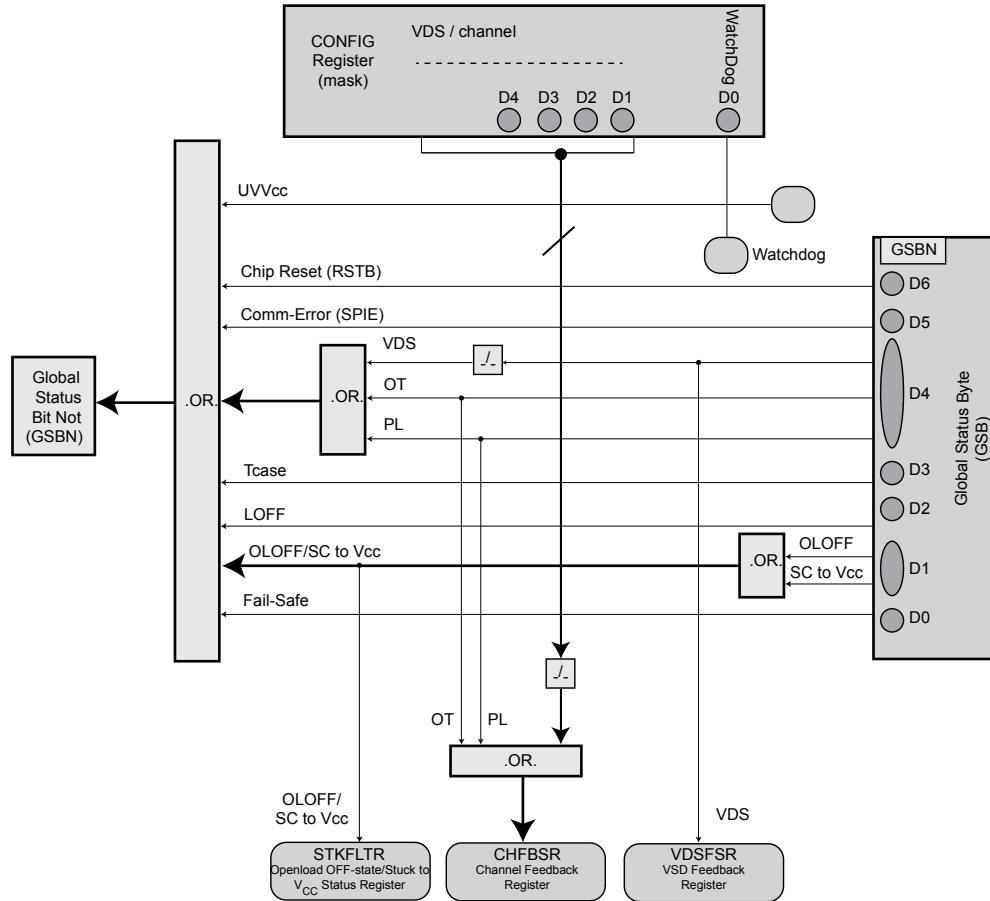 CONFIG
Register
(mask)
VDS / channel
WatchDog
D4 D3 D2 D1 D0
UVVcc
Watchdog
GSBN
Chip Reset (RSTB)
D6
Comm-Error (SPIE)
D5
VDS
-/-
Global
Status
Bit Not
(GSBN)
.OR.
.OR.
OT
D4
PL
Global Status Byte
(GSB)
Tcase
D3
LOFF
D2
OLOFF/SC to Vcc
.OR.
OLOFF
SC to Vcc
D1
Fail-Safe
D0
-/-
OT PL
.OR.
OLOFF/
SC to Vcc
VDS
STKFLTR
Openload OFF-state/Stuck to
VCC Status Register
CHFBSR
Channel Feedback
Register
VDSFSR
VSD Feedback
Register